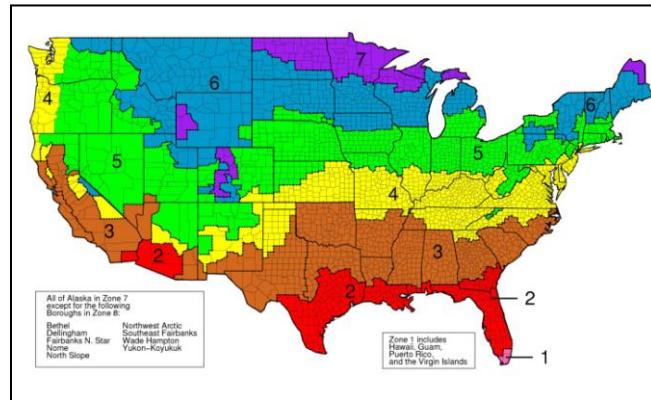 7
6
6
4
5
5
4
3
3
2
2
2
1
All of Alaska in Zone 7
except for the following
Boroughs in Zone 8:
Bethel Northwest Arctic
Dellingham Southeast Fairbanks
Fairbanks N. Star Wade Hampton
Nome Yukon-Koyukuk
North Slope
Zone 1 includes
Hawaii, Guam,
Puerto Rico,
and the Virgin Islands